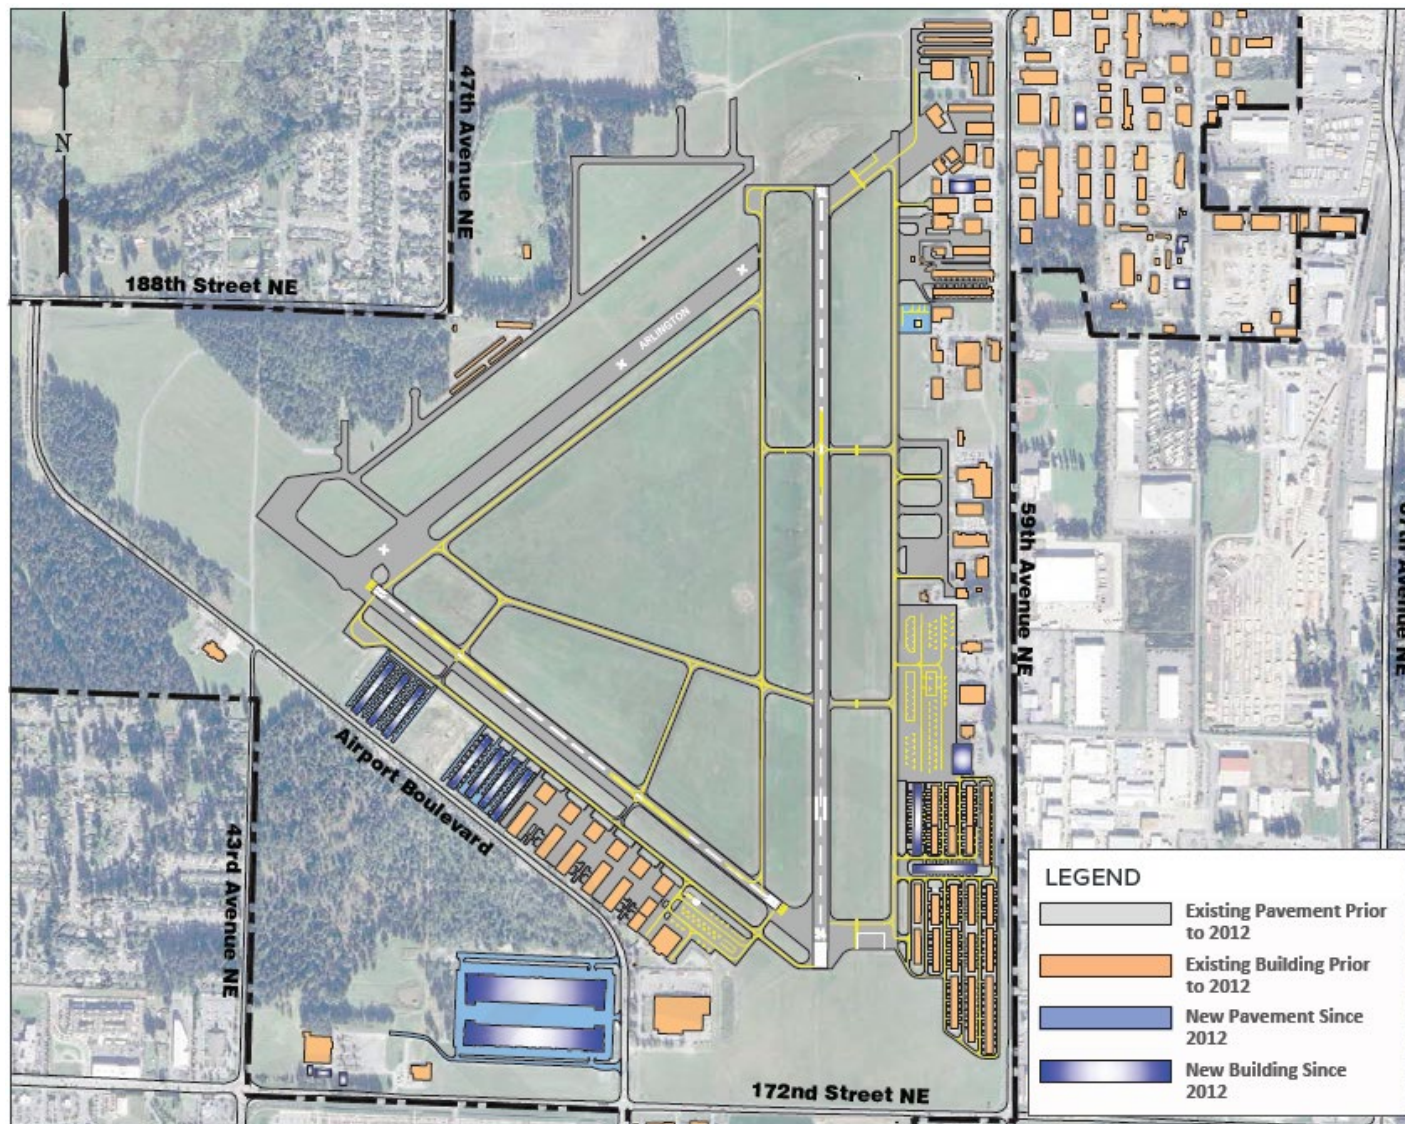 47th Avenue NE
N
188th Street NE
ARLINGTON
59th Avenue NE
Airport Boulevard
43rd Avenue NE
172nd Street NE
34
LEGEND
Existing Pavement Prior
to 2012
Existing Building Prior
to 2012
New Pavement Since
2012
New Building Since
2012